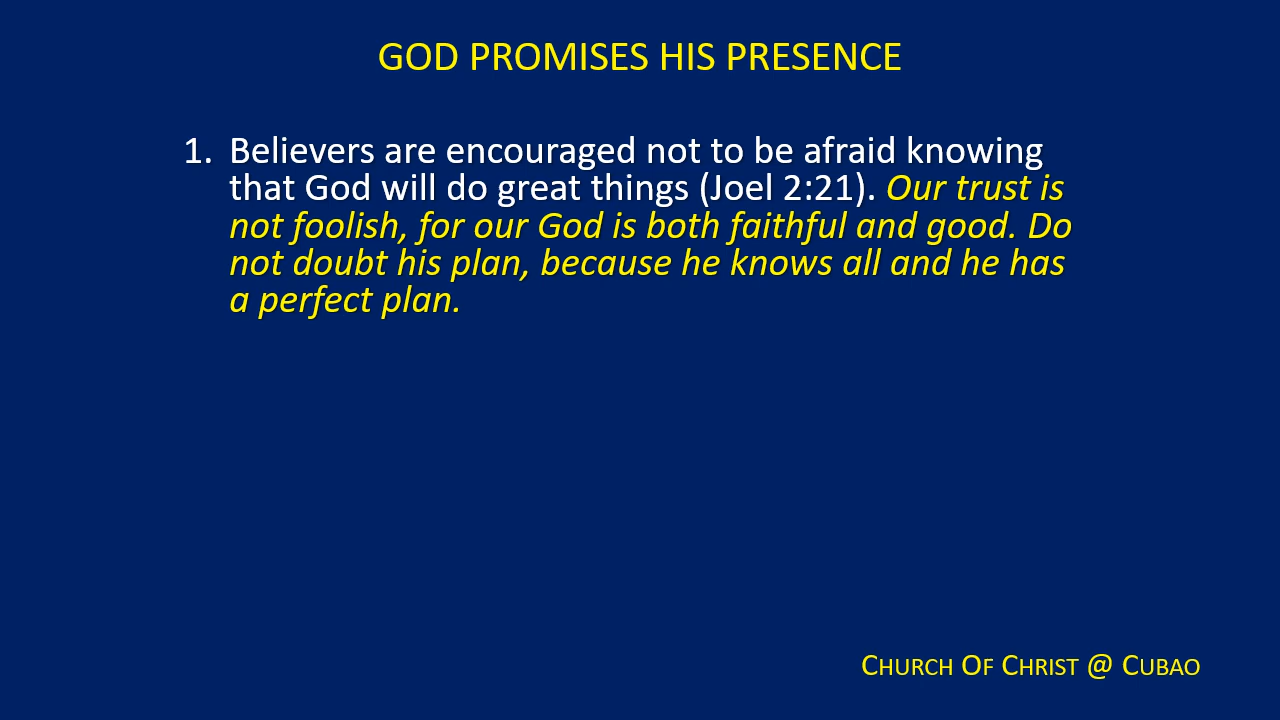 GOD PROMISES HIS PRESENCE
1. Believers are encouraged not to be afraid knowing
that God will do great things (Joel 2:21). Our trust is
not foolish, for our God is both faithful and good. Do
not doubt his plan, because he knows all and he has
a perfect plan.
CHURCH OF CHRIST @ CUBAO